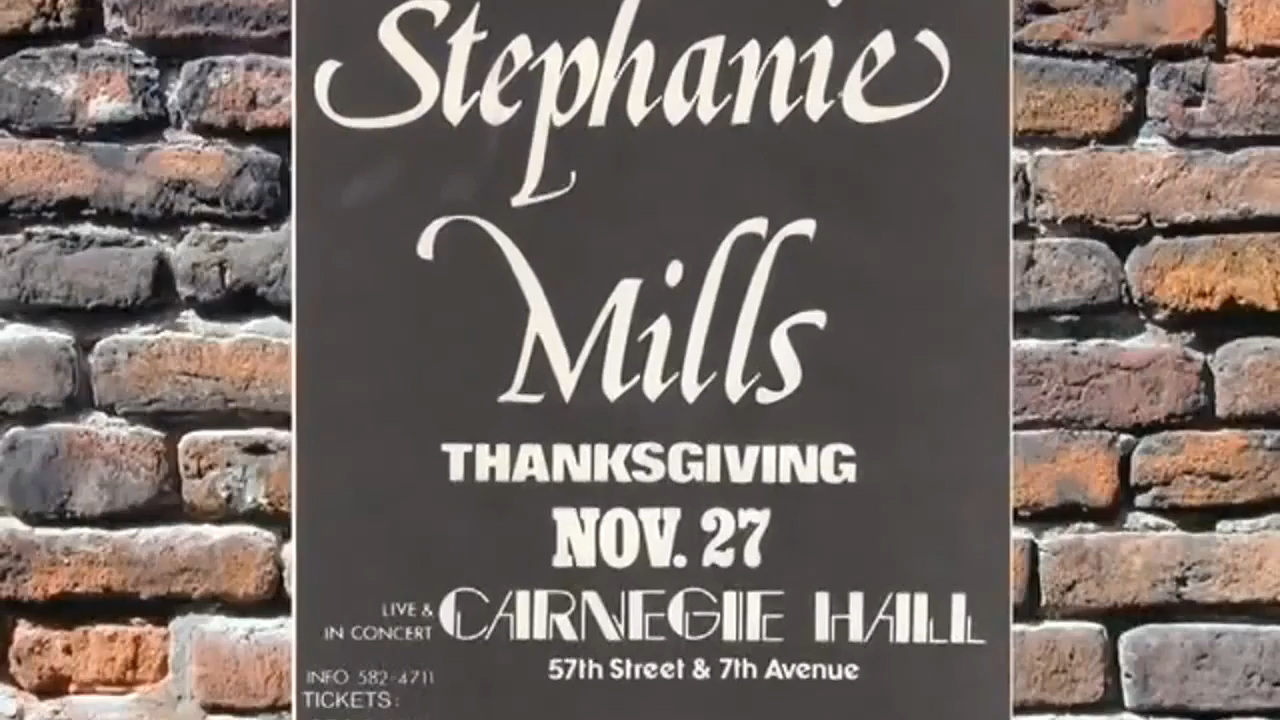 Stephanie
Mills
THANKSGIVING
NOV. 27
LIVE &
IN CONCERT
CARNEGIE HALL
57th Street & 7th Avenue
INFO 582-4711
TICKETS: